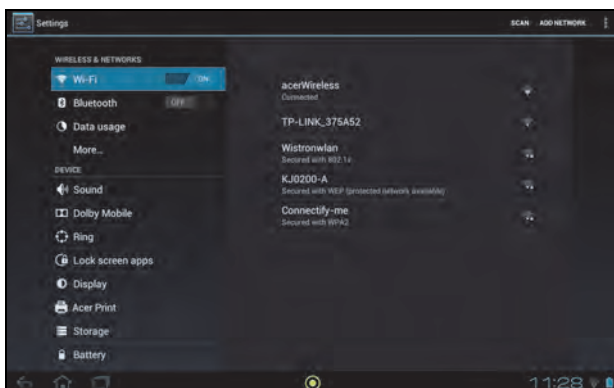 Settings
SCAN ADD NETWORK
WIRELESS & NETWORKS
Wi-Fi ON
Bluetooth OFF
Data usage
More...
DEVICE
Sound
Dolby Mobile
Ring
Lock screen apps
Display
Acer Print
Storage
Battery
acerWireless
Connected
TP-LINK_375A52
Wistronwlan
Secured with 802.1x
KJ0200-A
Secured with WEP (protected network available)
Connectify-me
Secured with WPA2
11:28